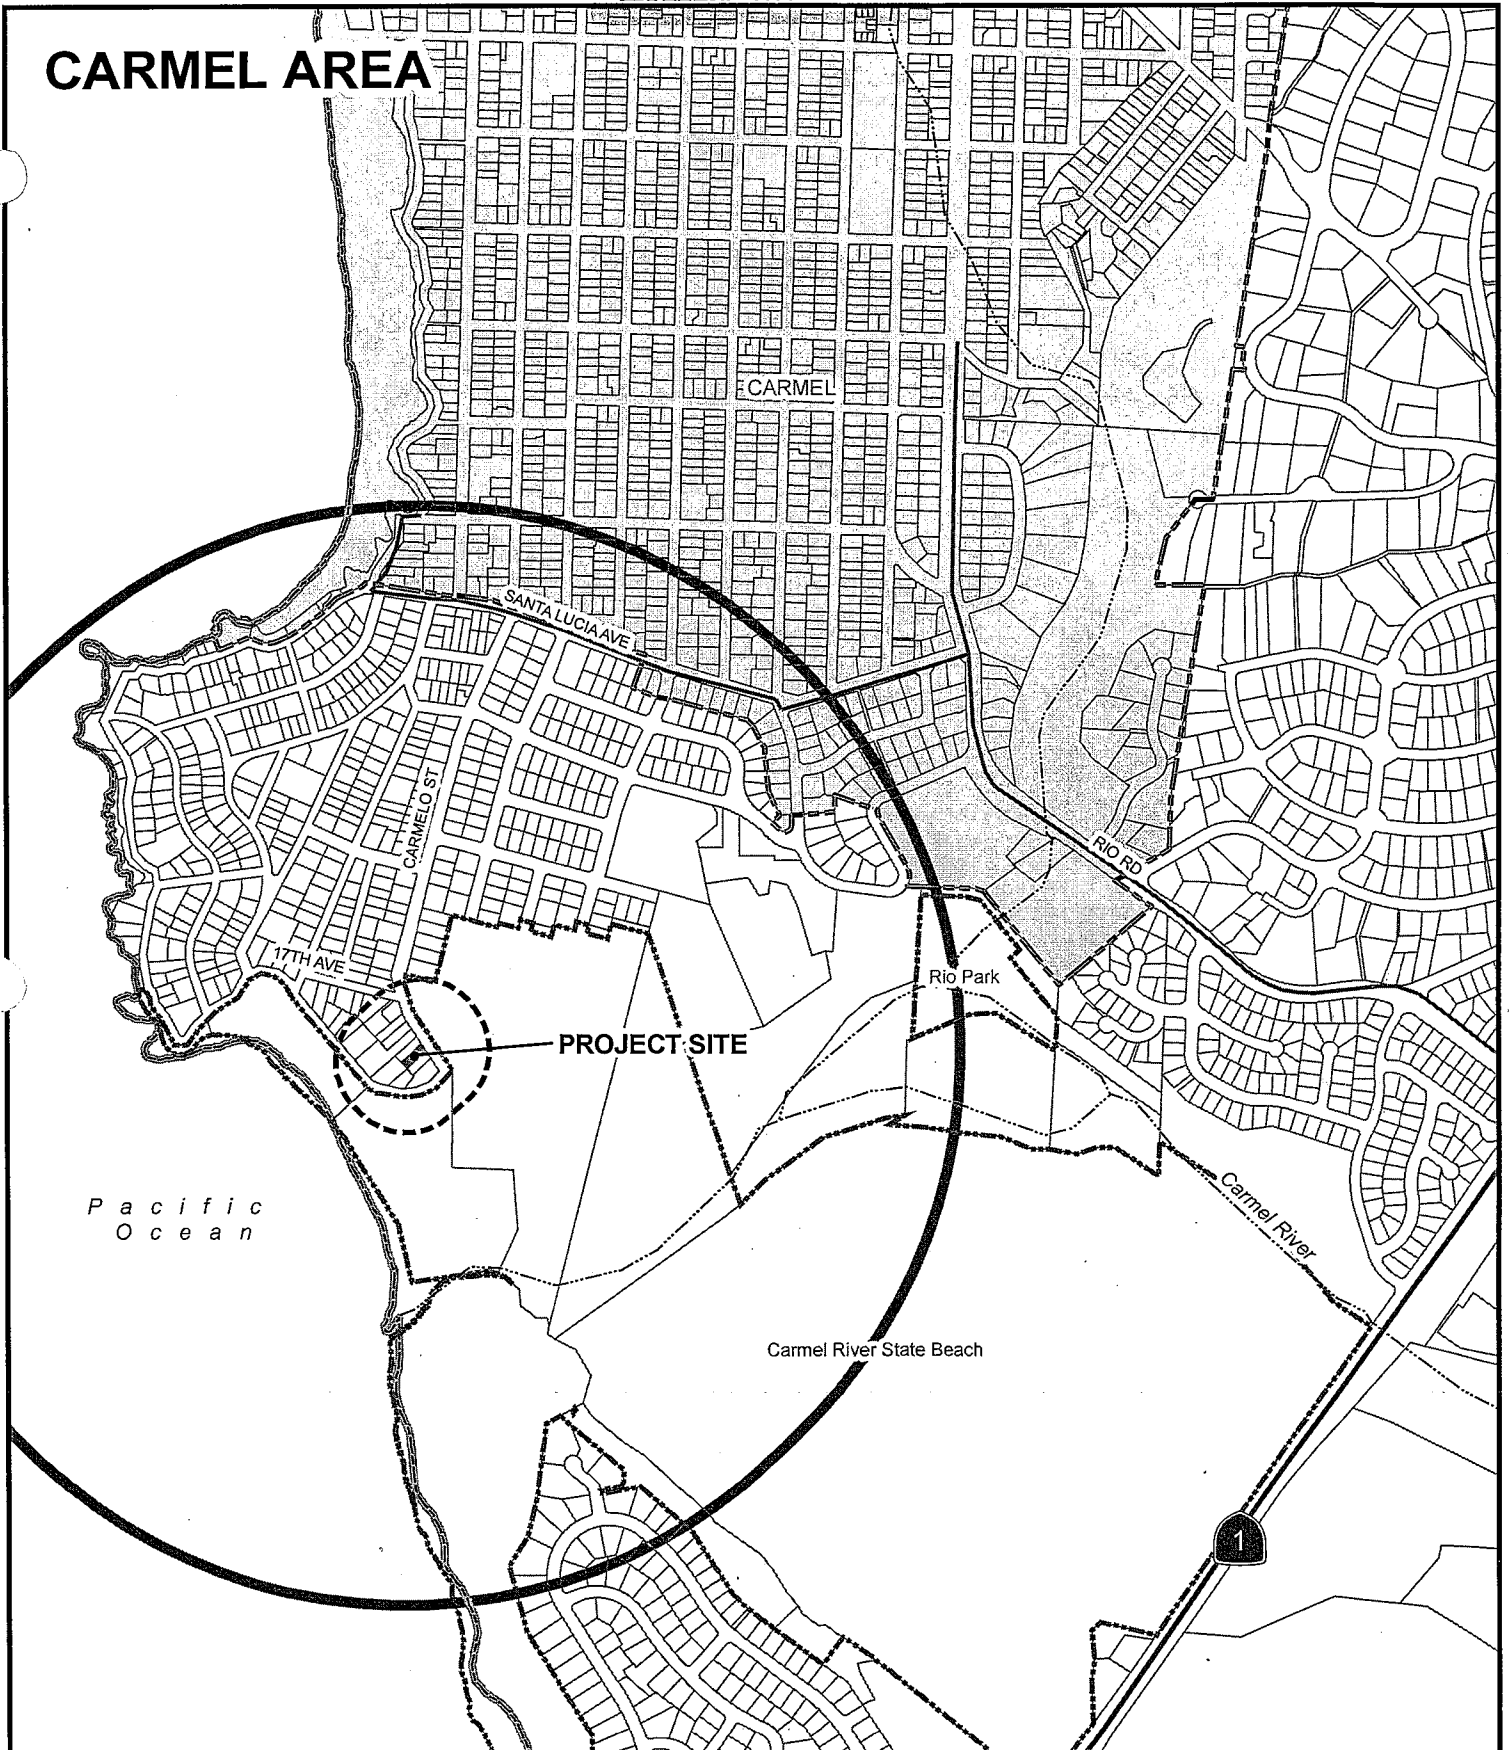 CARMEL AREA
CARMEL
SANTA LUCIA AVE
CARMELO ST
RIO RD
17TH AVE
Rio Park
PROJECT SITE
Carmel River
Pacific
Ocean
Carmel River State Beach
1